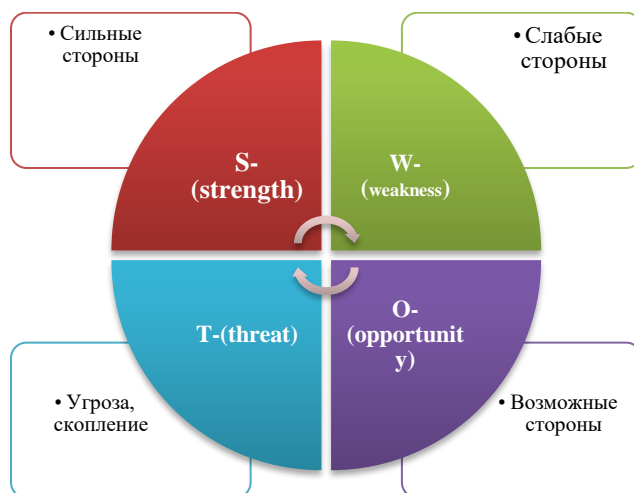 • Сильные
стороны
• Слабые
стороны
S-
(strength)
W-
(weakness)
T-(threat)
O-
(opportunit
y)
• Угроза,
скопление
• Возможные
стороны